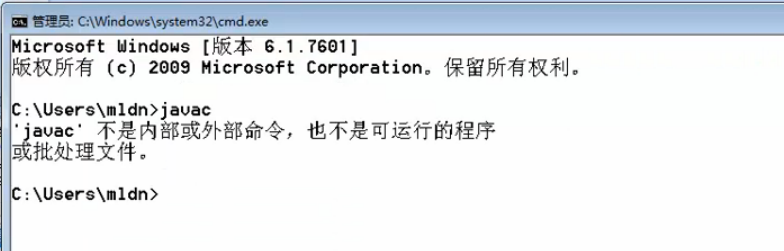 管理员: C:\Windows\system32\cmd.exe
Microsoft Windows [版本 6.1.7601]
版权所有 (c) 2009 Microsoft Corporation。保留所有权利。
C:\Users\mldn>javac
'javac' 不是内部或外部命令，也不是可运行的程序
或批处理文件。
C:\Users\mldn>